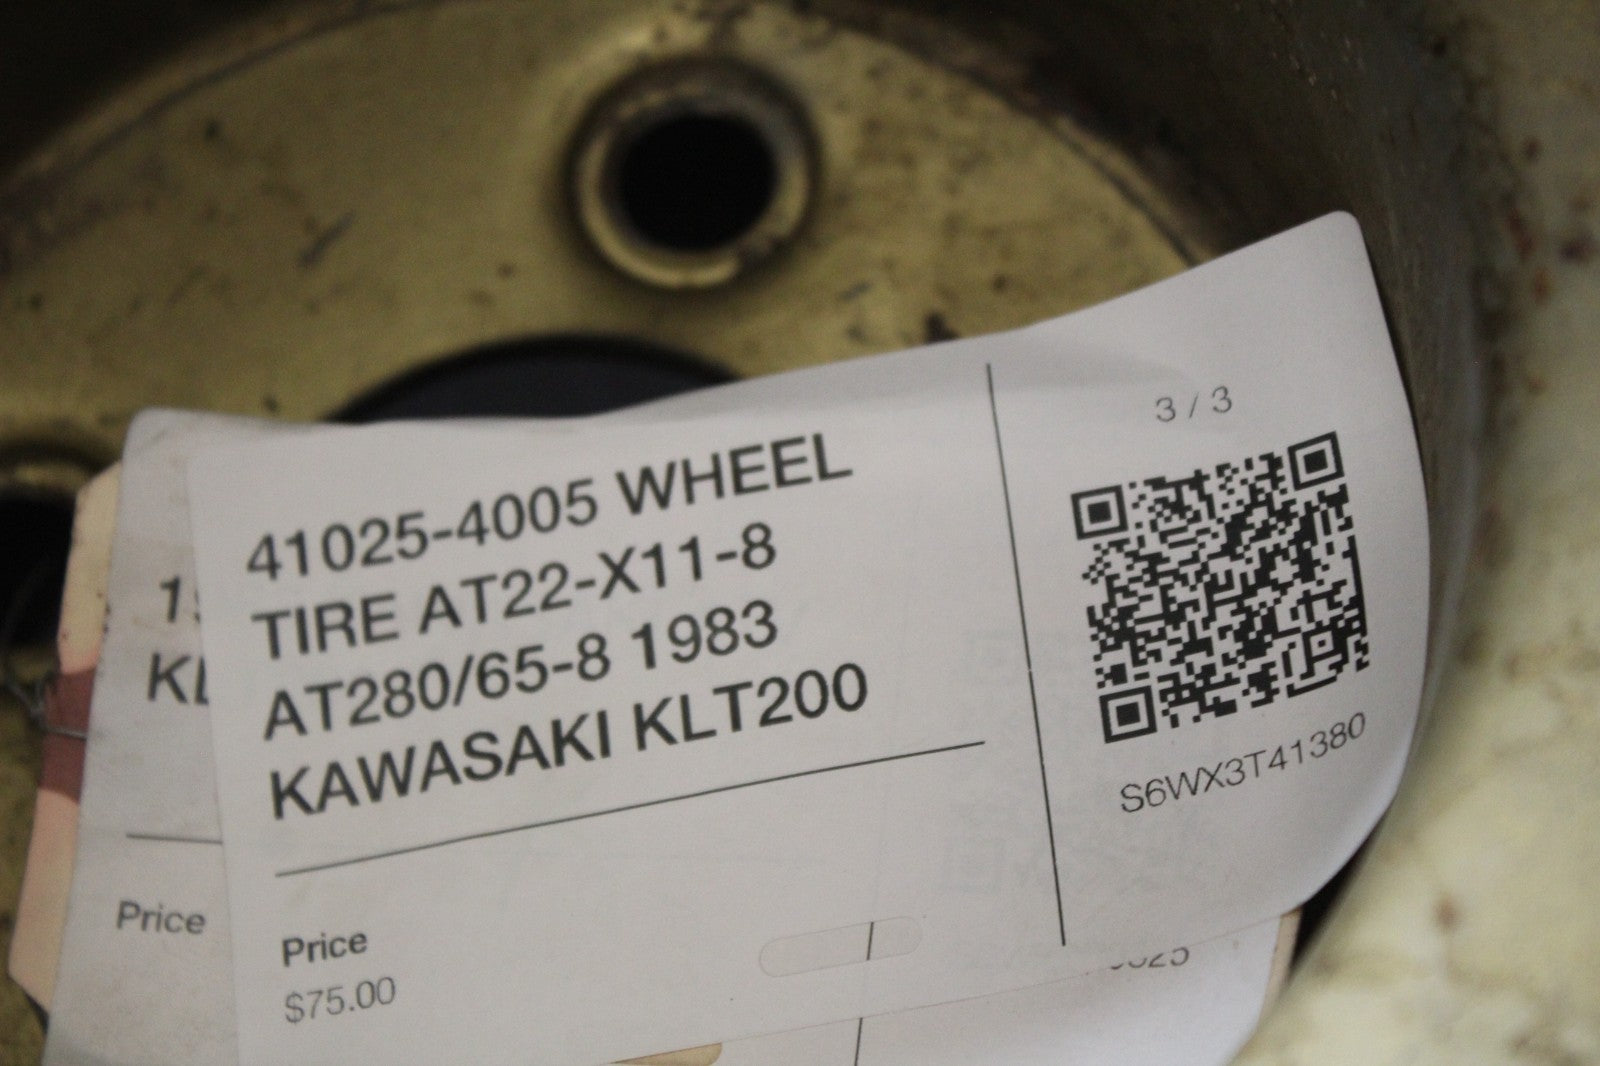 41025-4005 WHEEL
TIRE AT22-X11-8
AT280/65-8 1983
KAWASAKI KLT200
Price
$75.00
3 / 3
S6WX3T41380
Price